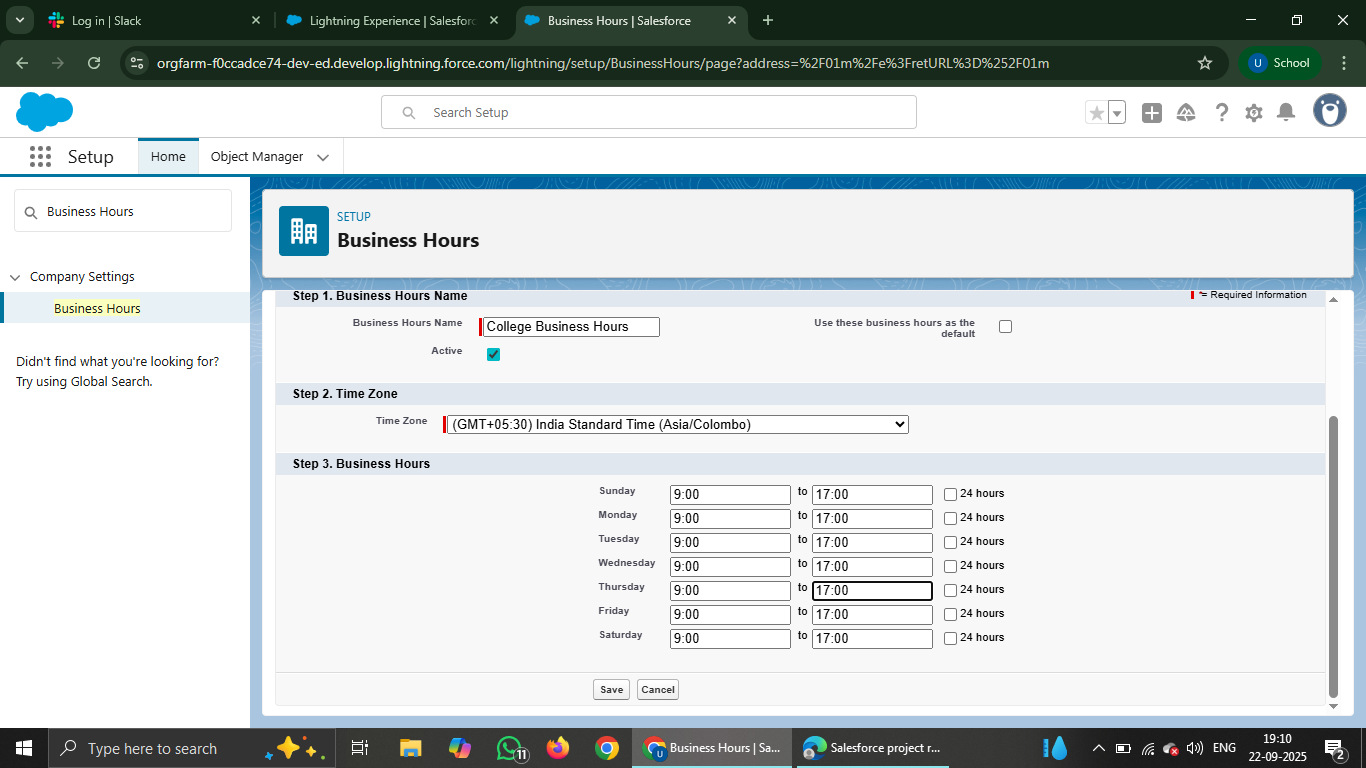 Log in | Slack
Lightning Experience | Salesforc
Business Hours | Salesforce
orgfarm-f0ccadce74-dev-ed.develop.lightning.force.com/lightning/setup/BusinessHours/page?address=%2F01m%2Fe%3FretURL%3D%252F01m
U School
Search Setup
Setup
Home
Object Manager
Business Hours
Company Settings
Business Hours
Didn't find what you're looking for?
Try using Global Search.
SETUP
Business Hours
Step 1. Business Hours Name
*= Required Information
Business Hours Name
College Business Hours
Use these business hours as the
default
Active
Step 2. Time Zone
Time Zone
(GMT+05:30) India Standard Time (Asia/Colombo)
Step 3. Business Hours
Sunday 9:00 to 17:00 24 hours
Monday 9:00 to 17:00 24 hours
Tuesday 9:00 to 17:00 24 hours
Wednesday 9:00 to 17:00 24 hours
Thursday 9:00 to 17:00 24 hours
Friday 9:00 to 17:00 24 hours
Saturday 9:00 to 17:00 24 hours
Save
Cancel
Type here to search
11
U
Business Hours | Sa...
Salesforce project r...
ENG
19:10
22-09-2025
2